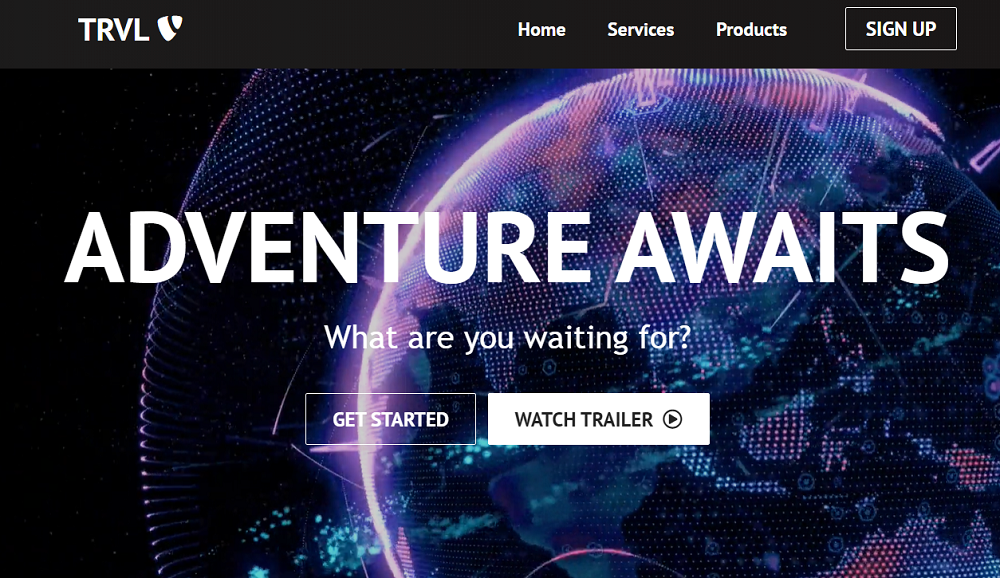 TRVL
Home Services Products SIGN UP
ADVENTURE AWAITS
What are you waiting for?
GET STARTED WATCH TRAILER